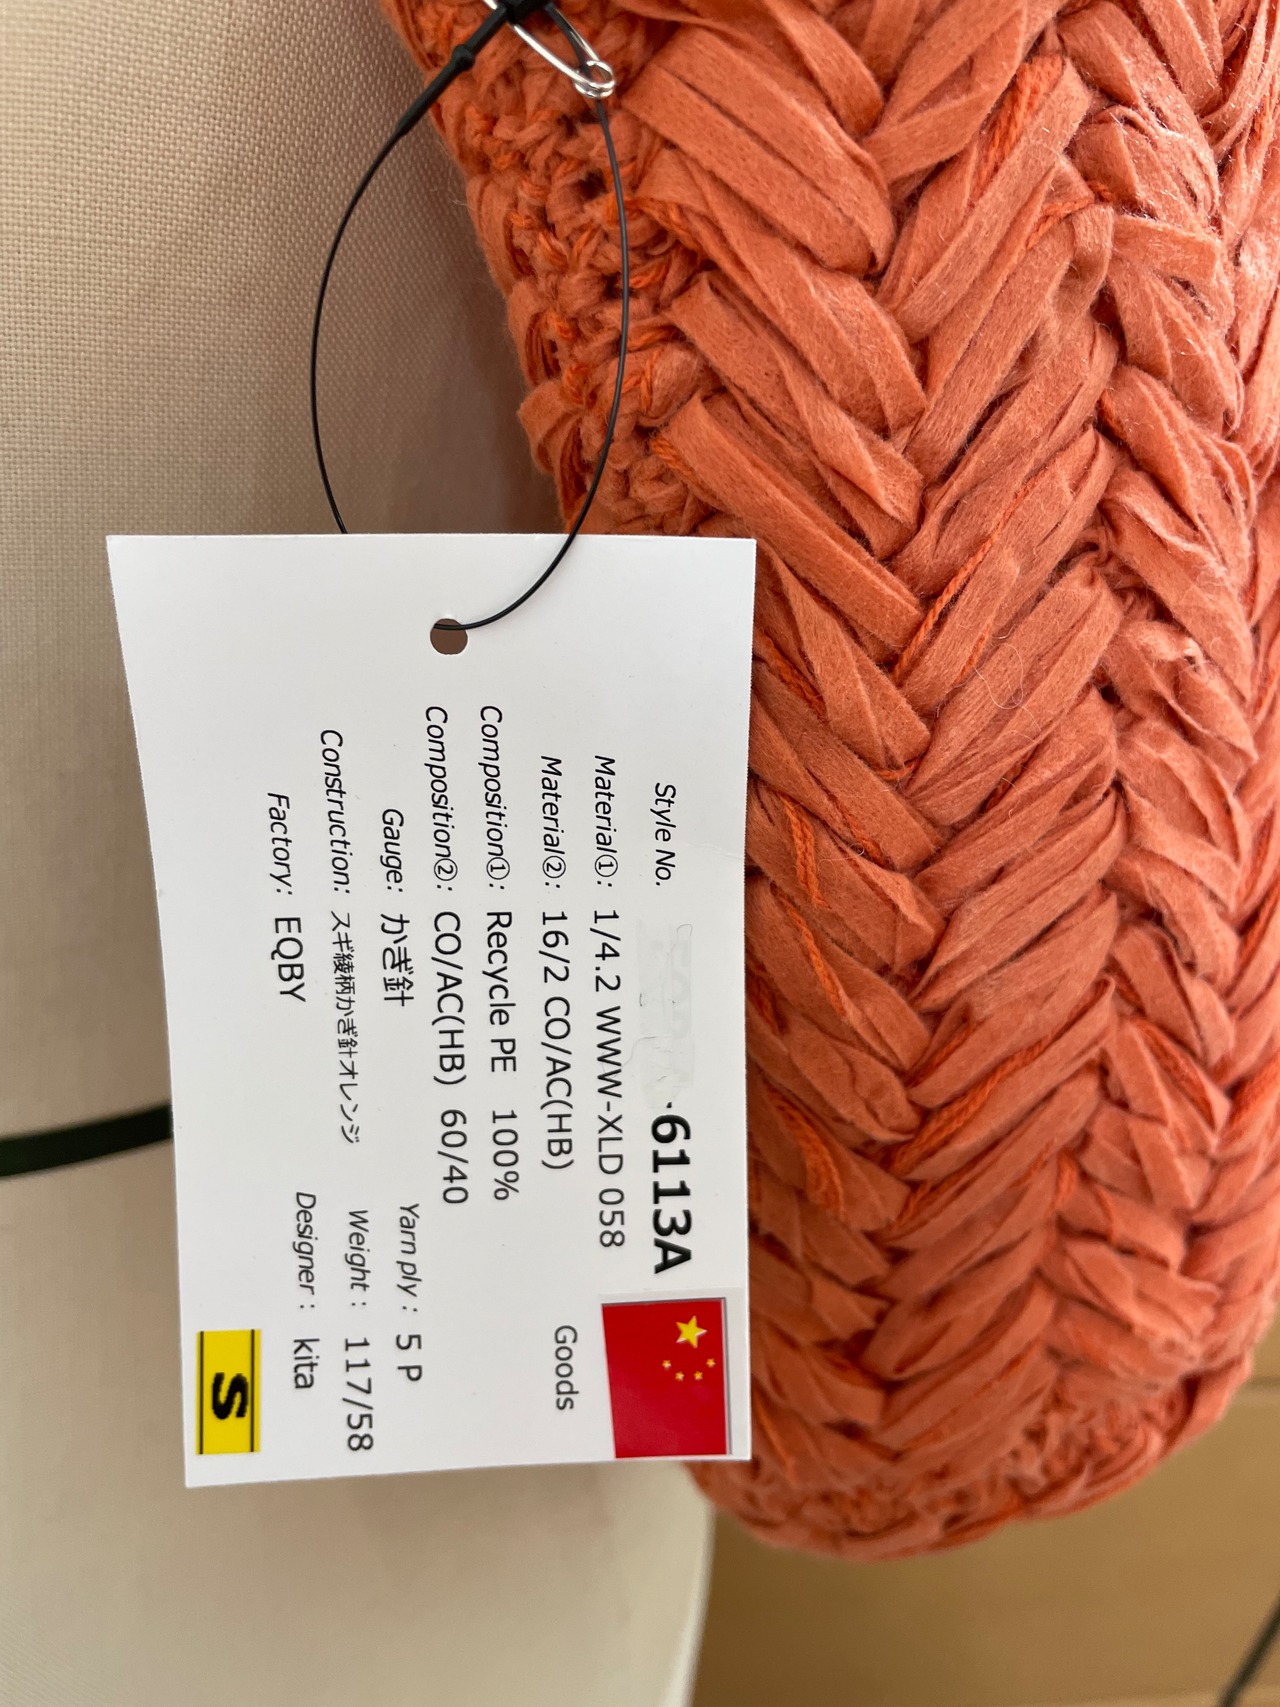 Style No. 6113A
Material①: 1/4.2 WWW-XLD 058
Material②: 16/2 CO/AC(HB) Goods
Composition①: Recycle PE 100%
Composition②: CO/AC(HB) 60/40
Gauge: かぎ針 Yarn ply: 5 P
Construction: スギ綾柄かぎ針オレンジ Weight: 117/58
Factory: EQBY Designer: kita
S